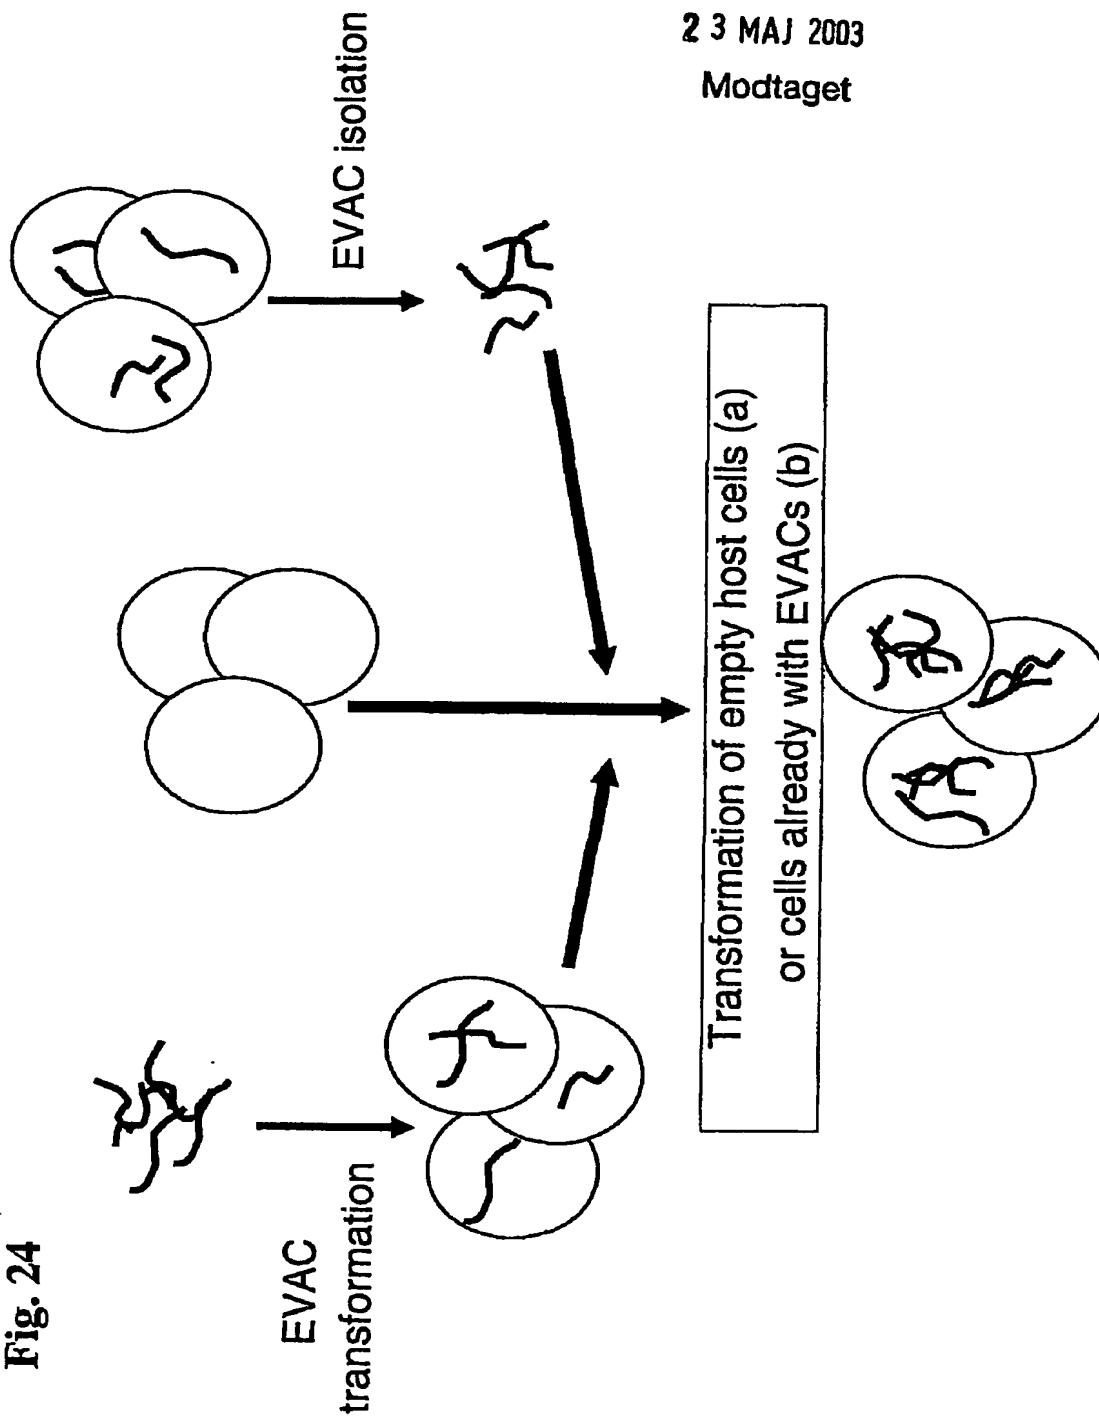 2 3 MAJ 2003
Modtaget
Fig. 24
EVAC
transformation
EVAC isolation
Transformation of empty host cells (a)
or cells already with EVACs (b)